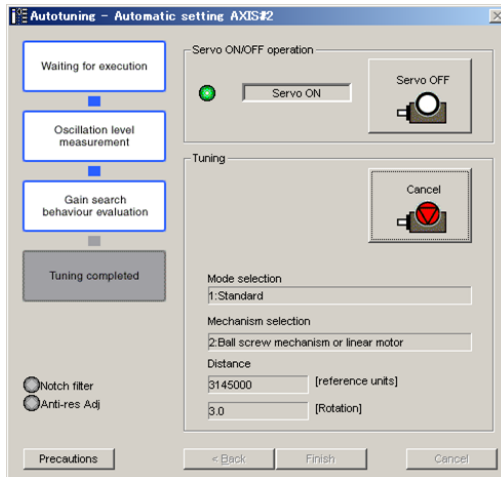 Autotuning - Automatic setting AXIS#2
Waiting for execution
Oscillation level
measurement
Gain search
behaviour evaluation
Tuning completed
Notch filter
Anti-res Adj
Precautions
Servo ON/OFF operation
Servo ON
Servo OFF
Tuning
Cancel
Mode selection
1:Standard
Mechanism selection
2:Ball screw mechanism or linear motor
Distance
3145000 [reference units]
3.0 [Rotation]
< Back
Finish
Cancel